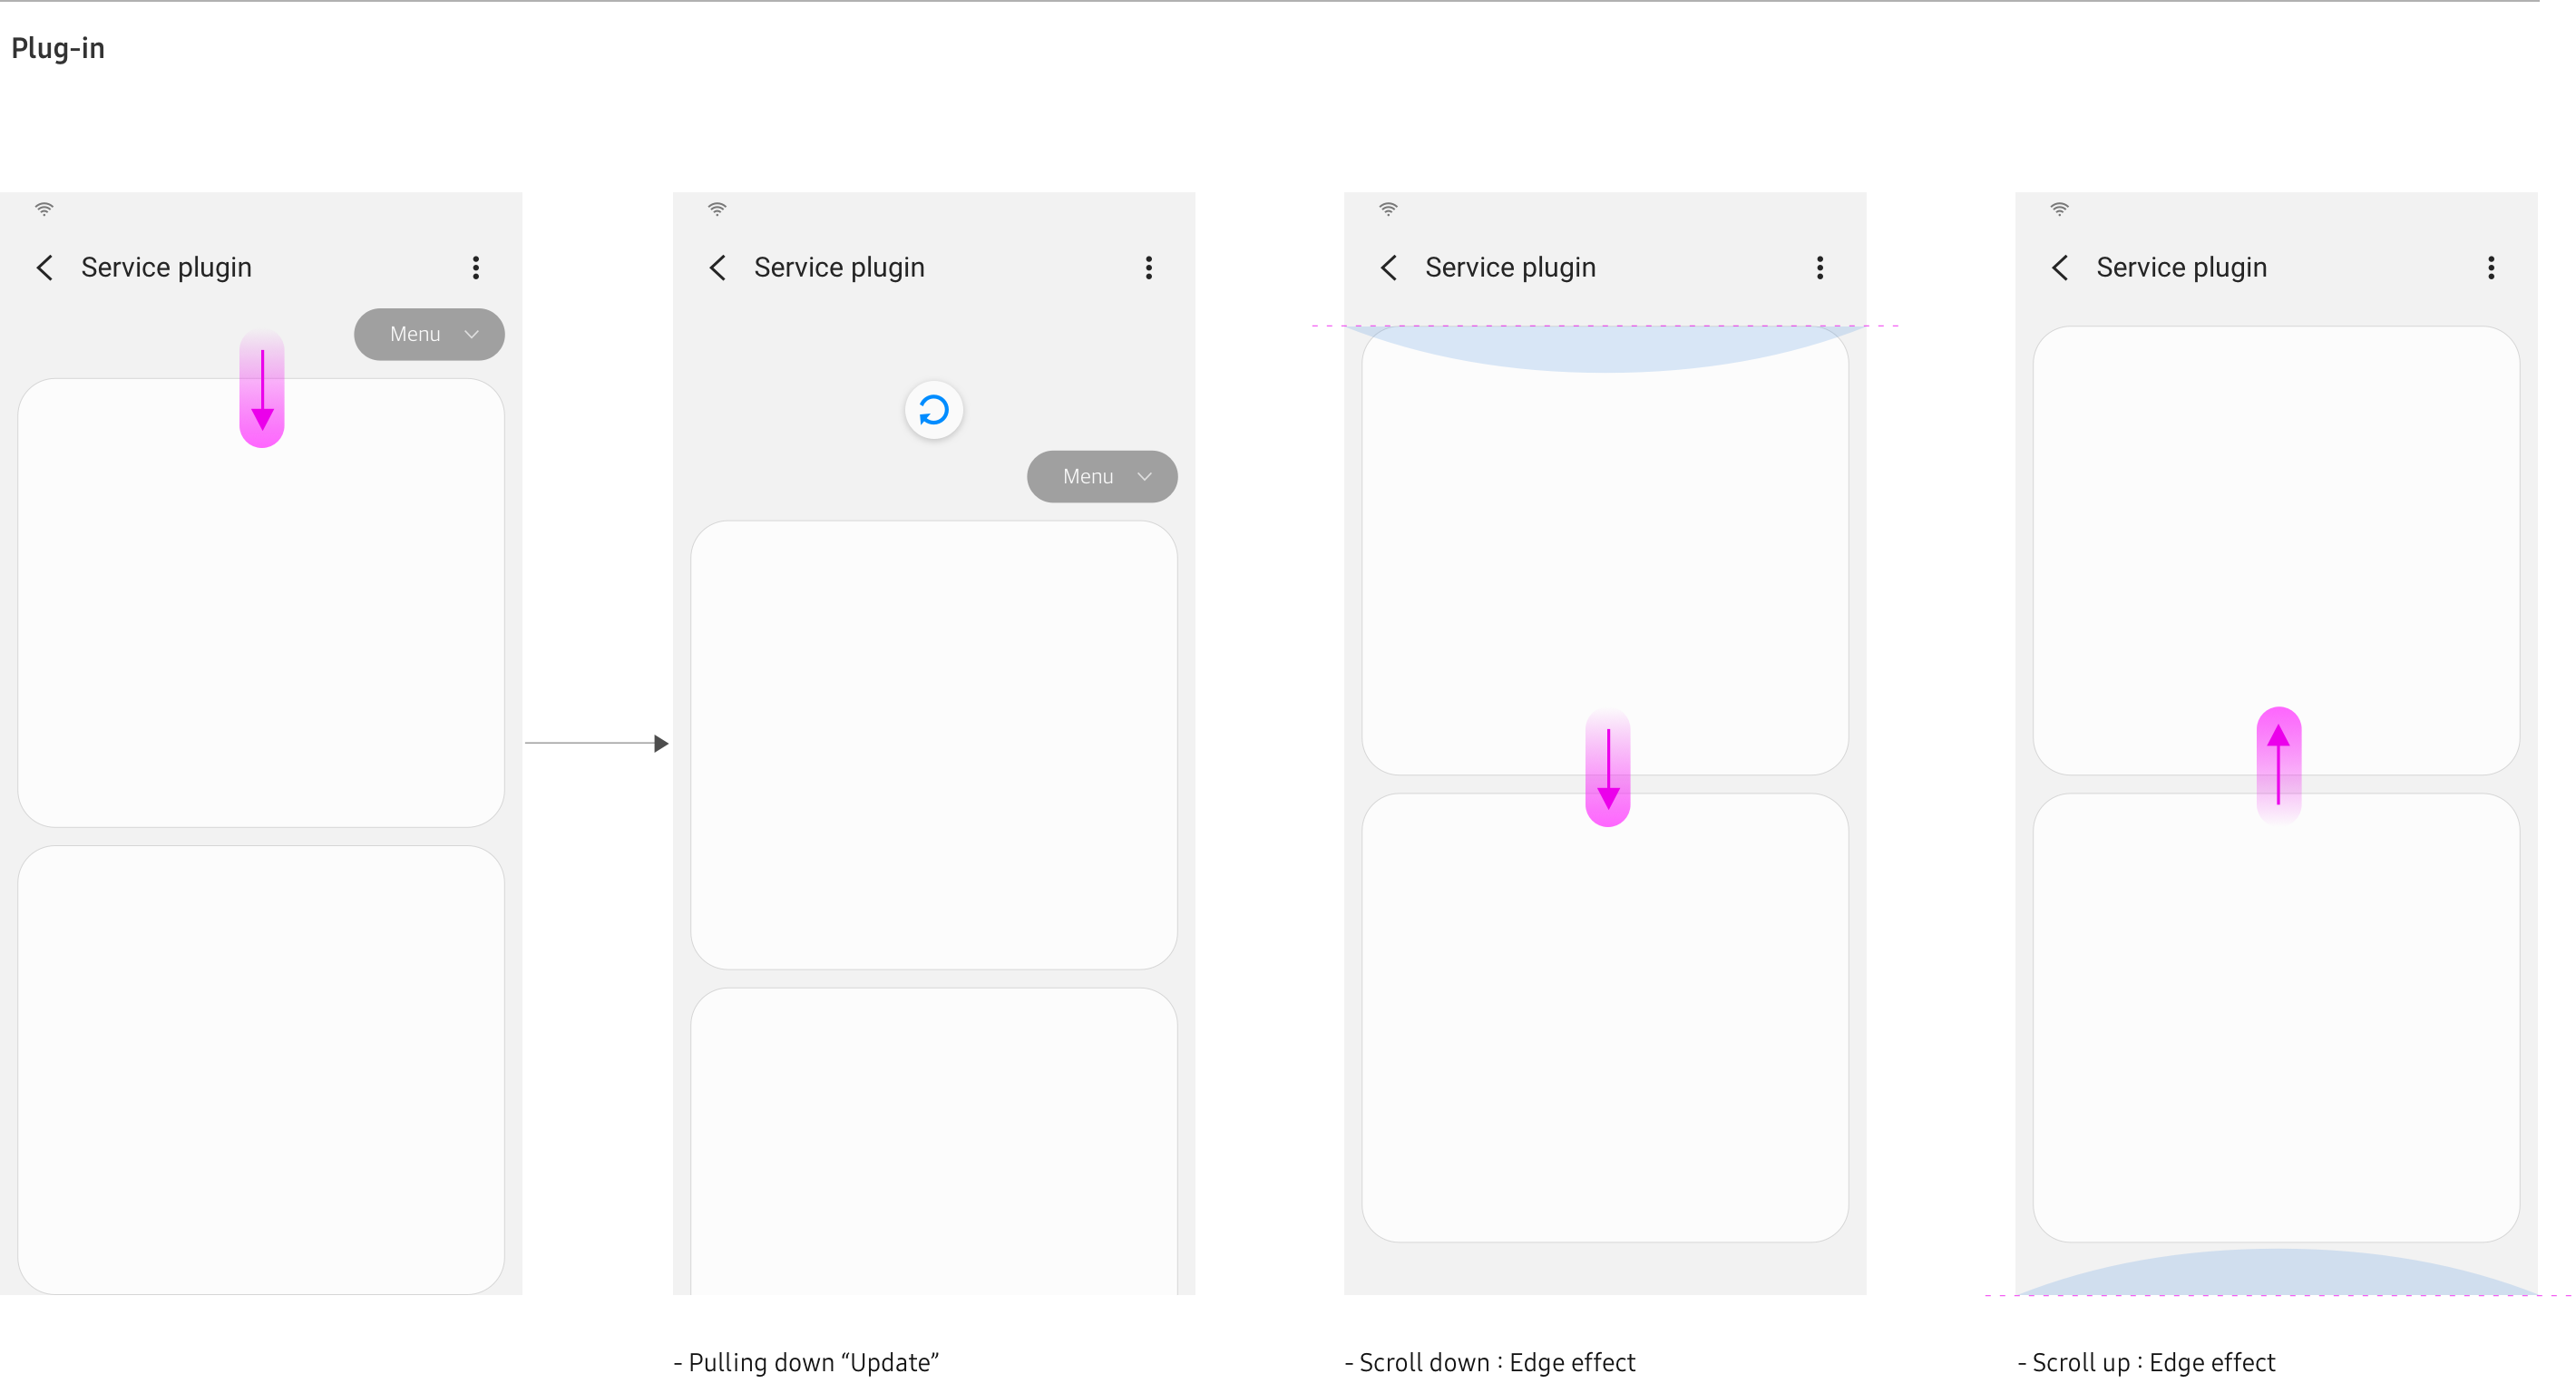 Plug-in
Service plugin
Menu
Service plugin
Menu
- Pulling down “Update”
Service plugin
- Scroll down : Edge effect
Service plugin
- Scroll up : Edge effect